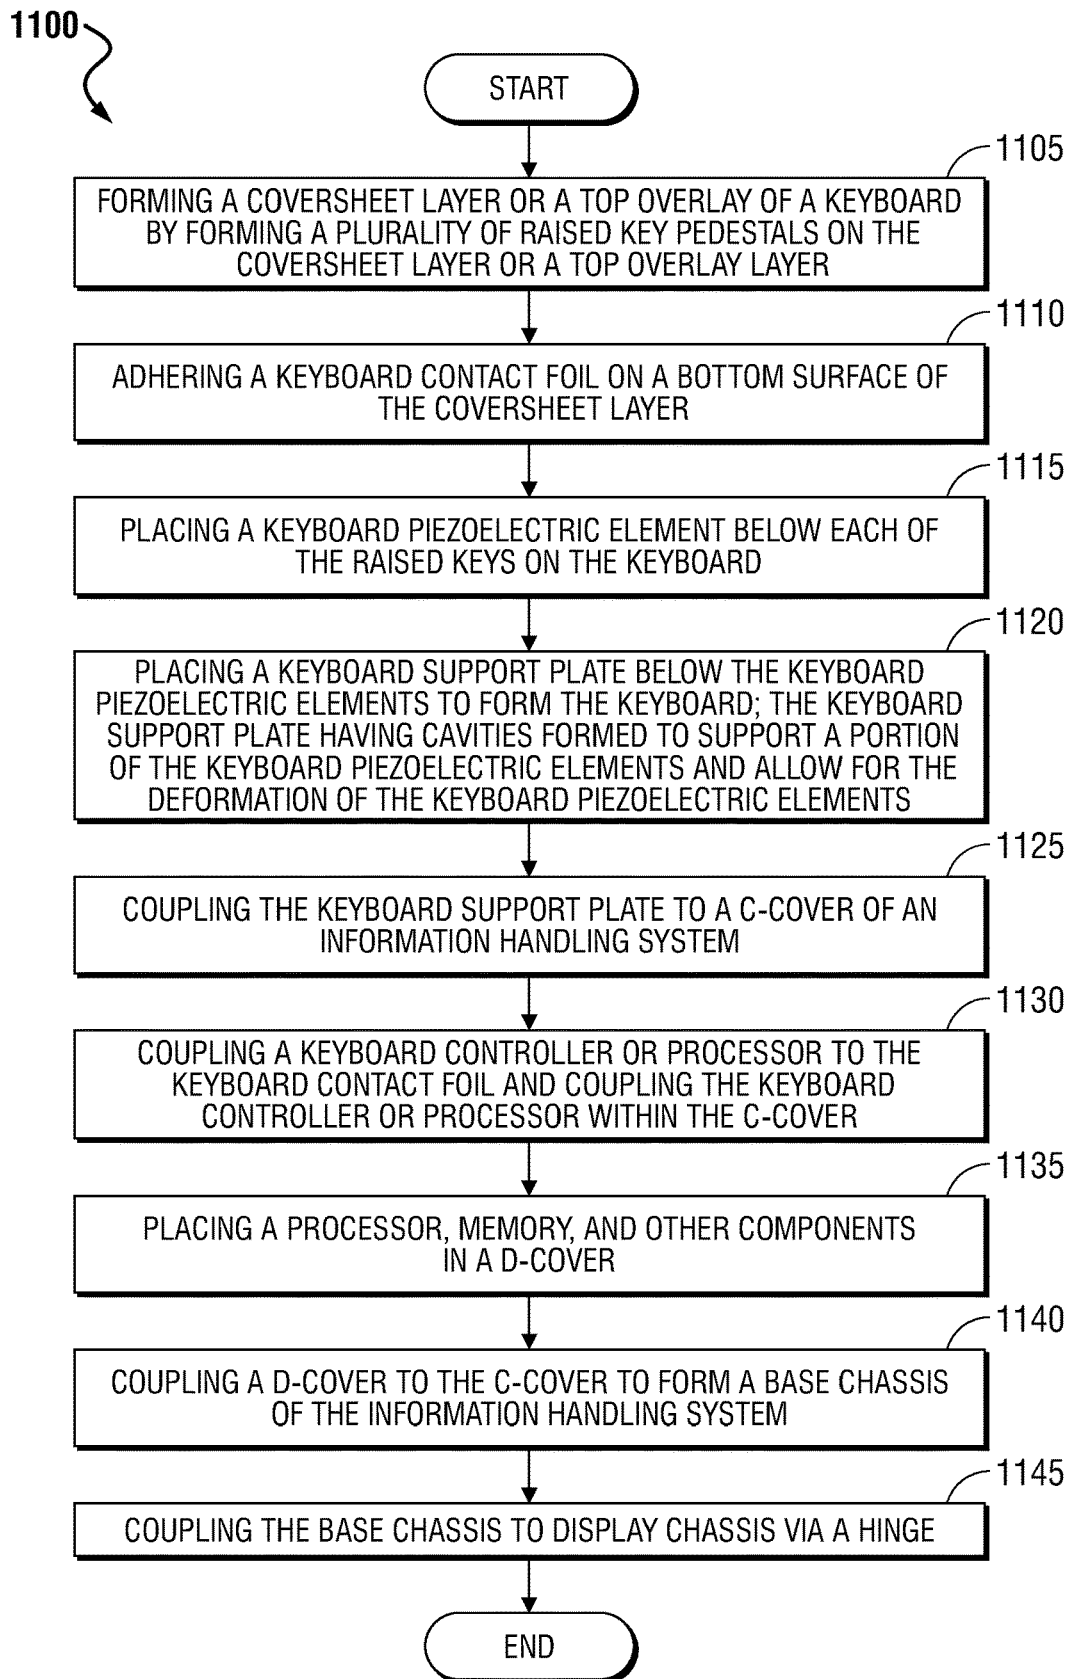 1100
START
1105
FORMING A COVERSHEET LAYER OR A TOP OVERLAY OF A KEYBOARD
BY FORMING A PLURALITY OF RAISED KEY PEDESTALS ON THE
COVERSHEET LAYER OR A TOP OVERLAY LAYER
1110
ADHERING A KEYBOARD CONTACT FOIL ON A BOTTOM SURFACE OF
THE COVERSHEET LAYER
1115
PLACING A KEYBOARD PIEZOELECTRIC ELEMENT BELOW EACH OF
THE RAISED KEYS ON THE KEYBOARD
1120
PLACING A KEYBOARD SUPPORT PLATE BELOW THE KEYBOARD
PIEZOELECTRIC ELEMENTS TO FORM THE KEYBOARD; THE KEYBOARD
SUPPORT PLATE HAVING CAVITIES FORMED TO SUPPORT A PORTION
OF THE KEYBOARD PIEZOELECTRIC ELEMENTS AND ALLOW FOR THE
DEFORMATION OF THE KEYBOARD PIEZOELECTRIC ELEMENTS
1125
COUPLING THE KEYBOARD SUPPORT PLATE TO A C-COVER OF AN
INFORMATION HANDLING SYSTEM
1130
COUPLING A KEYBOARD CONTROLLER OR PROCESSOR TO THE
KEYBOARD CONTACT FOIL AND COUPLING THE KEYBOARD
CONTROLLER OR PROCESSOR WITHIN THE C-COVER
1135
PLACING A PROCESSOR, MEMORY, AND OTHER COMPONENTS
IN A D-COVER
1140
COUPLING A D-COVER TO THE C-COVER TO FORM A BASE CHASSIS
OF THE INFORMATION HANDLING SYSTEM
1145
COUPLING THE BASE CHASSIS TO DISPLAY CHASSIS VIA A HINGE
END